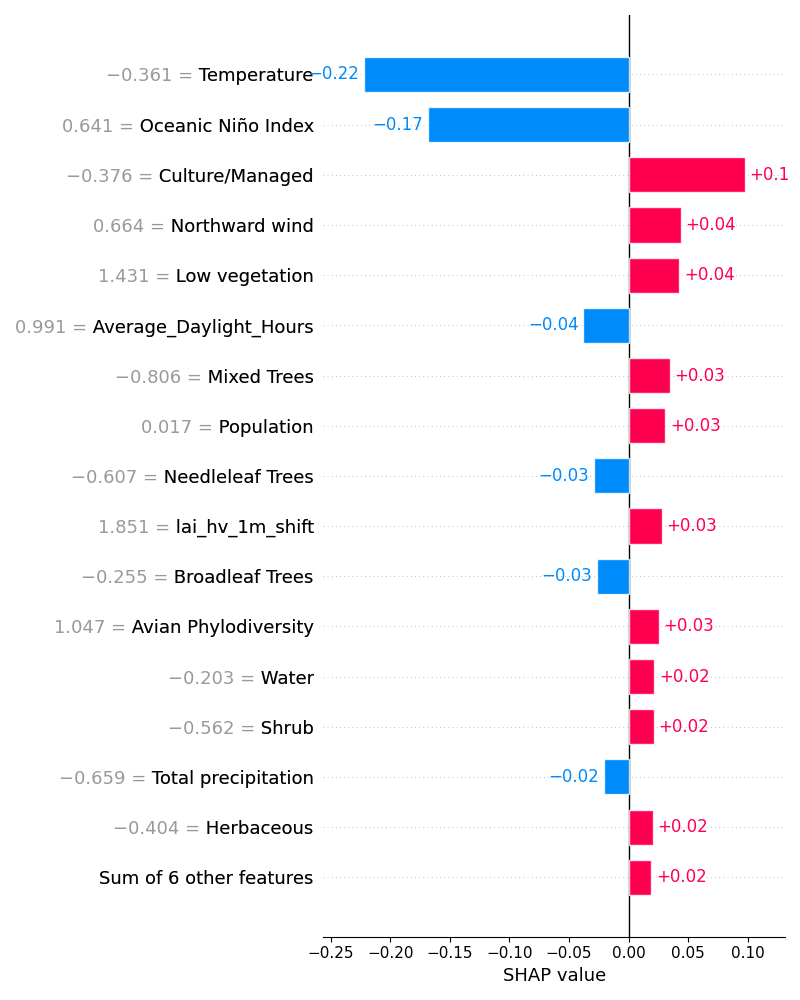 −0.361 = Temperature −0.22
0.641 = Oceanic Niño Index −0.17
−0.376 = Culture/Managed +0.1
0.664 = Northward wind +0.04
1.431 = Low vegetation +0.04
0.991 = Average_Daylight_Hours −0.04
−0.806 = Mixed Trees +0.03
0.017 = Population +0.03
−0.607 = Needleleaf Trees −0.03
1.851 = lai_hv_1m_shift +0.03
−0.255 = Broadleaf Trees −0.03
1.047 = Avian Phylodiversity +0.03
−0.203 = Water +0.02
−0.562 = Shrub +0.02
−0.659 = Total precipitation −0.02
−0.404 = Herbaceous +0.02
Sum of 6 other features +0.02
−0.25 −0.20 −0.15 −0.10 −0.05 0.00 0.05 0.10
SHAP value